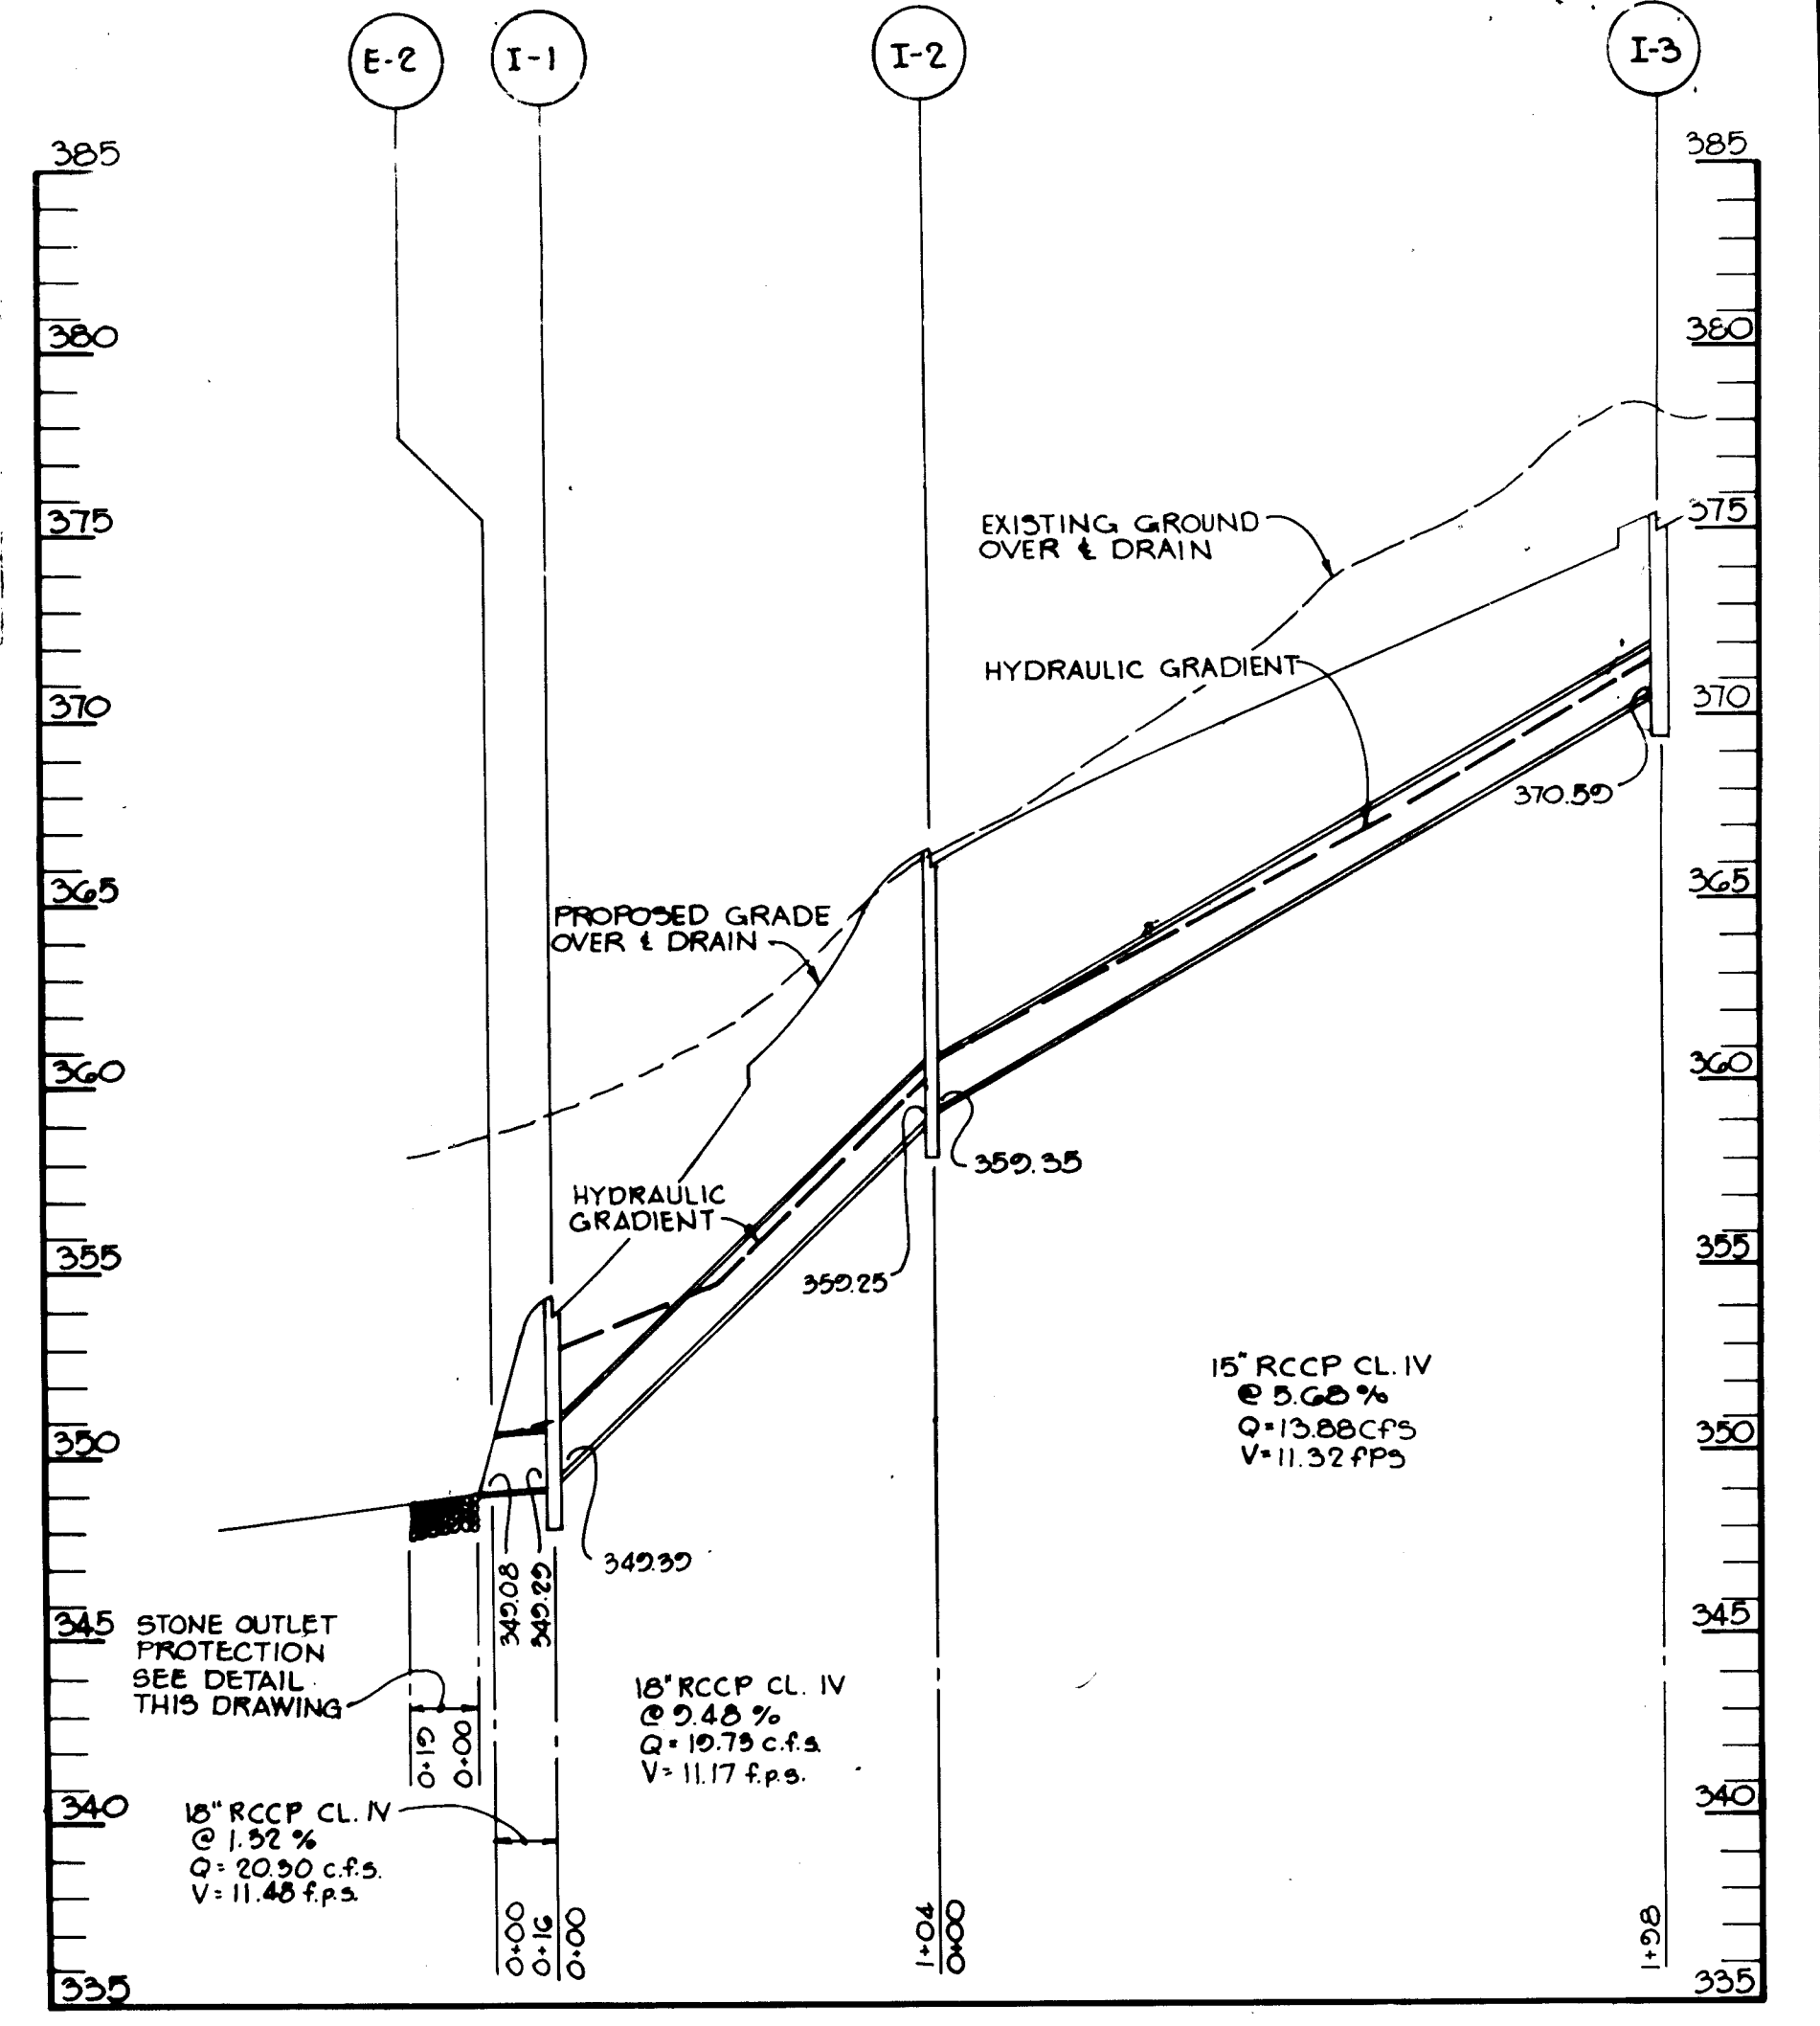 E-2
I-1
I-2
I-3
385
385
380
380
375
375
EXISTING GROUND
OVER ℄ DRAIN
HYDRAULIC GRADIENT
370
370
370.59
365
365
PROPOSED GRADE
OVER ℄ DRAIN
360
360
359.35
359.25
HYDRAULIC
GRADIENT
355
355
15" RCCP CL. IV
@ 5.68 %
Q=13.88CFS
V=11.32 FPS
350
350
349.39
349.08
349.29
345
345
STONE OUTLET
PROTECTION
SEE DETAIL
THIS DRAWING
0+19
0+00
18" RCCP CL. IV
@ 9.48 %
Q = 19.73 c.f.s.
V= 11.17 f.p.s.
340
340
18" RCCP CL. IV
@ 1.32 %
Q = 20.30 c.f.s.
V = 11.48 f.p.s.
0+00
0+16
0+00
1+04
0+00
1+98
335
335